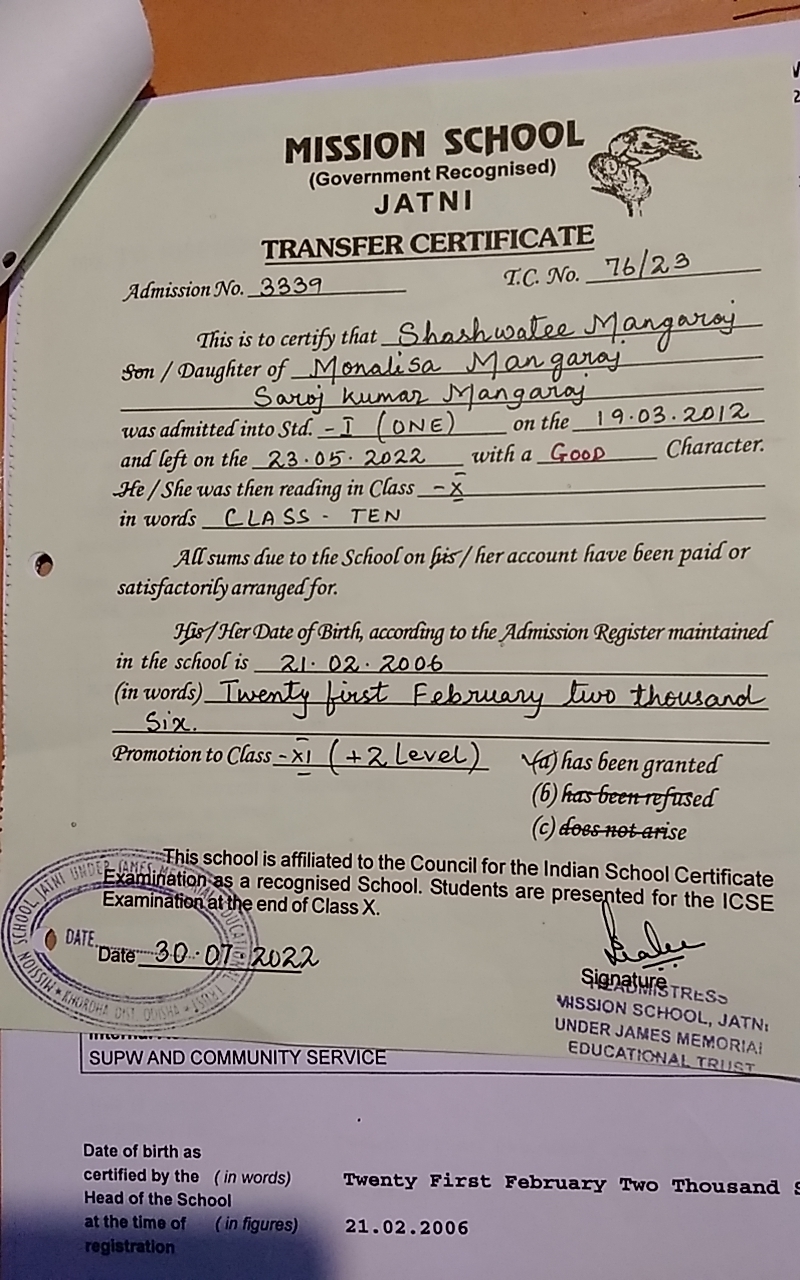 MISSION SCHOOL
(Government Recognised)
JATNI
TRANSFER CERTIFICATE
Admission No. 3339 T.C. No. 76/23
This is to certify that Shashwatee Mangaraj
Son / Daughter of Monalisa Mangaraj
Saroj Kumar Mangaraj
was admitted into Std. - I (ONE) on the 19.03.2012
and left on the 23.05.2022 with a GOOD Character.
He / She was then reading in Class - X
in words CLASS - TEN
All sums due to the School on his / her account have been paid or
satisfactorily arranged for.
His / Her Date of Birth, according to the Admission Register maintained
in the school is 21.02.2006
(in words) Twenty first February two thousand
Six.
Promotion to Class - XI (+2 Level) (a) has been granted
(b) has been refused
(c) does not arise
This school is affiliated to the Council for the Indian School Certificate
Examination as a recognised School. Students are presented for the ICSE
Examination at the end of Class X.
MISSION SCHOOL, JATNI UNDER JAMES EDUCATIONAL TRUST
KHORDHA DIST. ODISHA
DATE
Date 30.07.2022
Signature
HEADMISTRESS
MISSION SCHOOL, JATNI
UNDER JAMES MEMORIAL
EDUCATIONAL TRUST
SUPW AND COMMUNITY SERVICE
Date of birth as
certified by the (in words) Twenty First February Two Thousand S
Head of the School
at the time of (in figures) 21.02.2006
registration